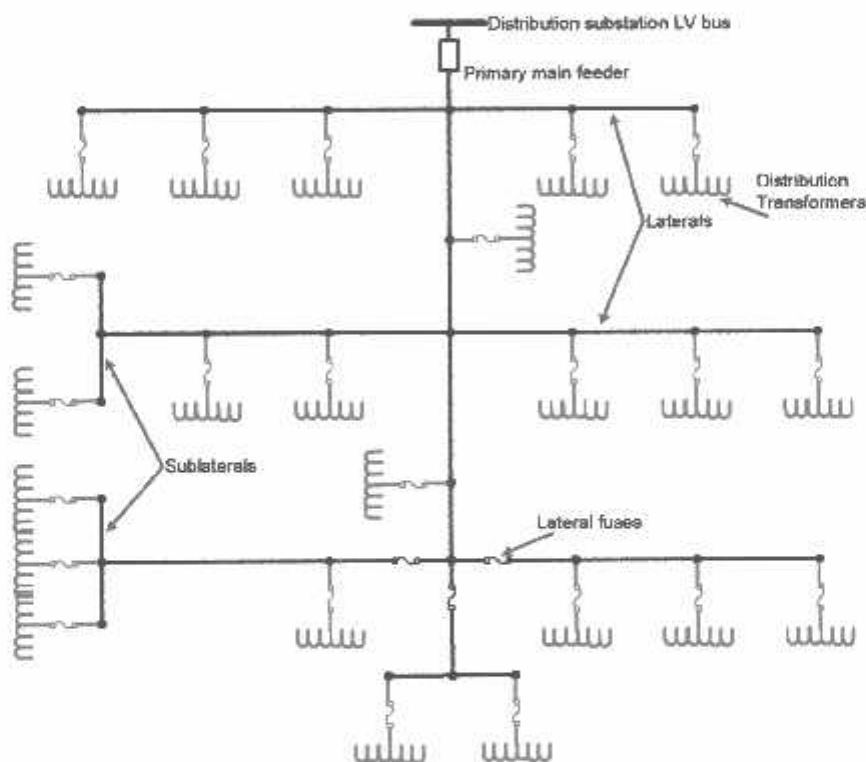 Distribution substation LV bus
Primary main feeder
Distribution
Transformers
Laterals
Sublaterals
Lateral fuses